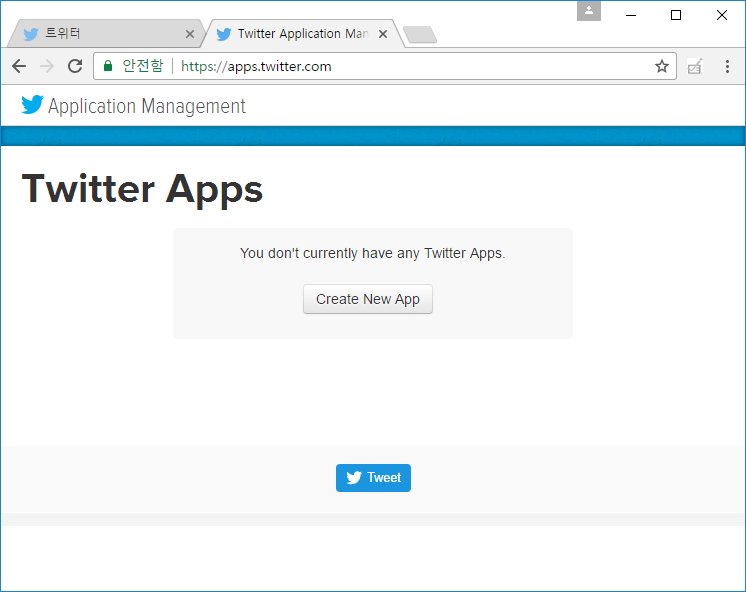 트위터
Twitter Application Man
안전함 https://apps.twitter.com
Application Management
Twitter Apps
You don't currently have any Twitter Apps.
Create New App
Tweet